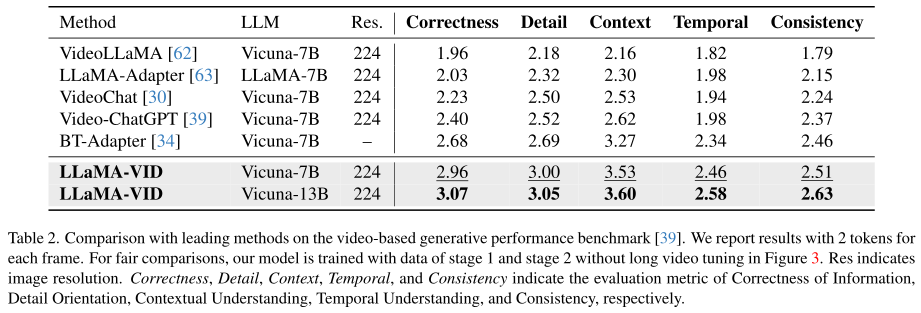 Method LLM Res. Correctness Detail Context Temporal Consistency
VideoLLaMA [62] Vicuna-7B 224 1.96 2.18 2.16 1.82 1.79
LLaMA-Adapter [63] LLaMA-7B 224 2.03 2.32 2.30 1.98 2.15
VideoChat [30] Vicuna-7B 224 2.23 2.50 2.53 1.94 2.24
Video-ChatGPT [39] Vicuna-7B 224 2.40 2.52 2.62 1.98 2.37
BT-Adapter [34] Vicuna-7B – 2.68 2.69 3.27 2.34 2.46
LLaMA-VID Vicuna-7B 224 2.96 3.00 3.53 2.46 2.51
LLaMA-VID Vicuna-13B 224 3.07 3.05 3.60 2.58 2.63
Table 2. Comparison with leading methods on the video-based generative performance benchmark [39]. We report results with 2 tokens for
each frame. For fair comparisons, our model is trained with data of stage 1 and stage 2 without long video tuning in Figure 3. Res indicates
image resolution. Correctness, Detail, Context, Temporal, and Consistency indicate the evaluation metric of Correctness of Information,
Detail Orientation, Contextual Understanding, Temporal Understanding, and Consistency, respectively.